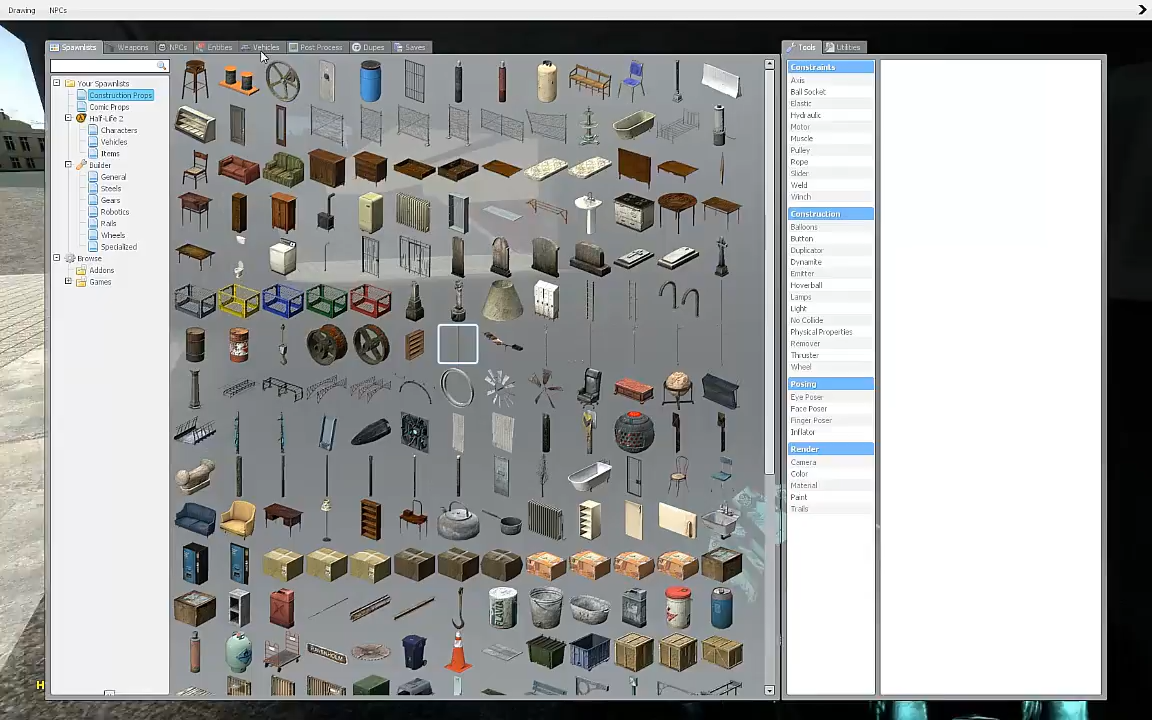 Drawing NPCs
Spawnlists Weapons NPCs Entities Vehicles Post Process Dupes Saves
Tools Utilities
Your Spawnlists
Construction Props
Comic Props
Half-Life 2
Characters
Vehicles
Items
Builder
General
Steels
Gears
Robotics
Rails
Wheels
Specialized
Browse
Addons
Games
RAVENHOLM
Constraints
Axis
Ball Socket
Elastic
Hydraulic
Motor
Muscle
Pulley
Rope
Slider
Weld
Winch
Construction
Balloons
Button
Duplicator
Dynamite
Emitter
Hoverball
Lamps
Light
No Collide
Physical Properties
Remover
Thruster
Wheel
Posing
Eye Poser
Face Poser
Finger Poser
Inflator
Render
Camera
Color
Material
Paint
Trails
H